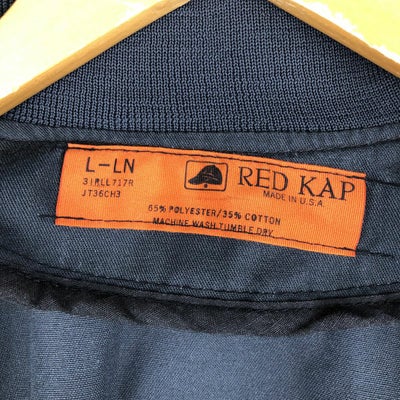 L-LN
31RLL717R
JT36CH3
RED KAP
MADE IN U.S.A
65% POLYESTER/35% COTTON
MACHINE WASH, TUMBLE DRY